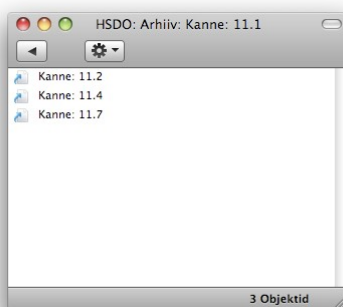 HSDO: Arhiiv: Kanne: 11.1
Kanne: 11.2
Kanne: 11.4
Kanne: 11.7
3 Objektid